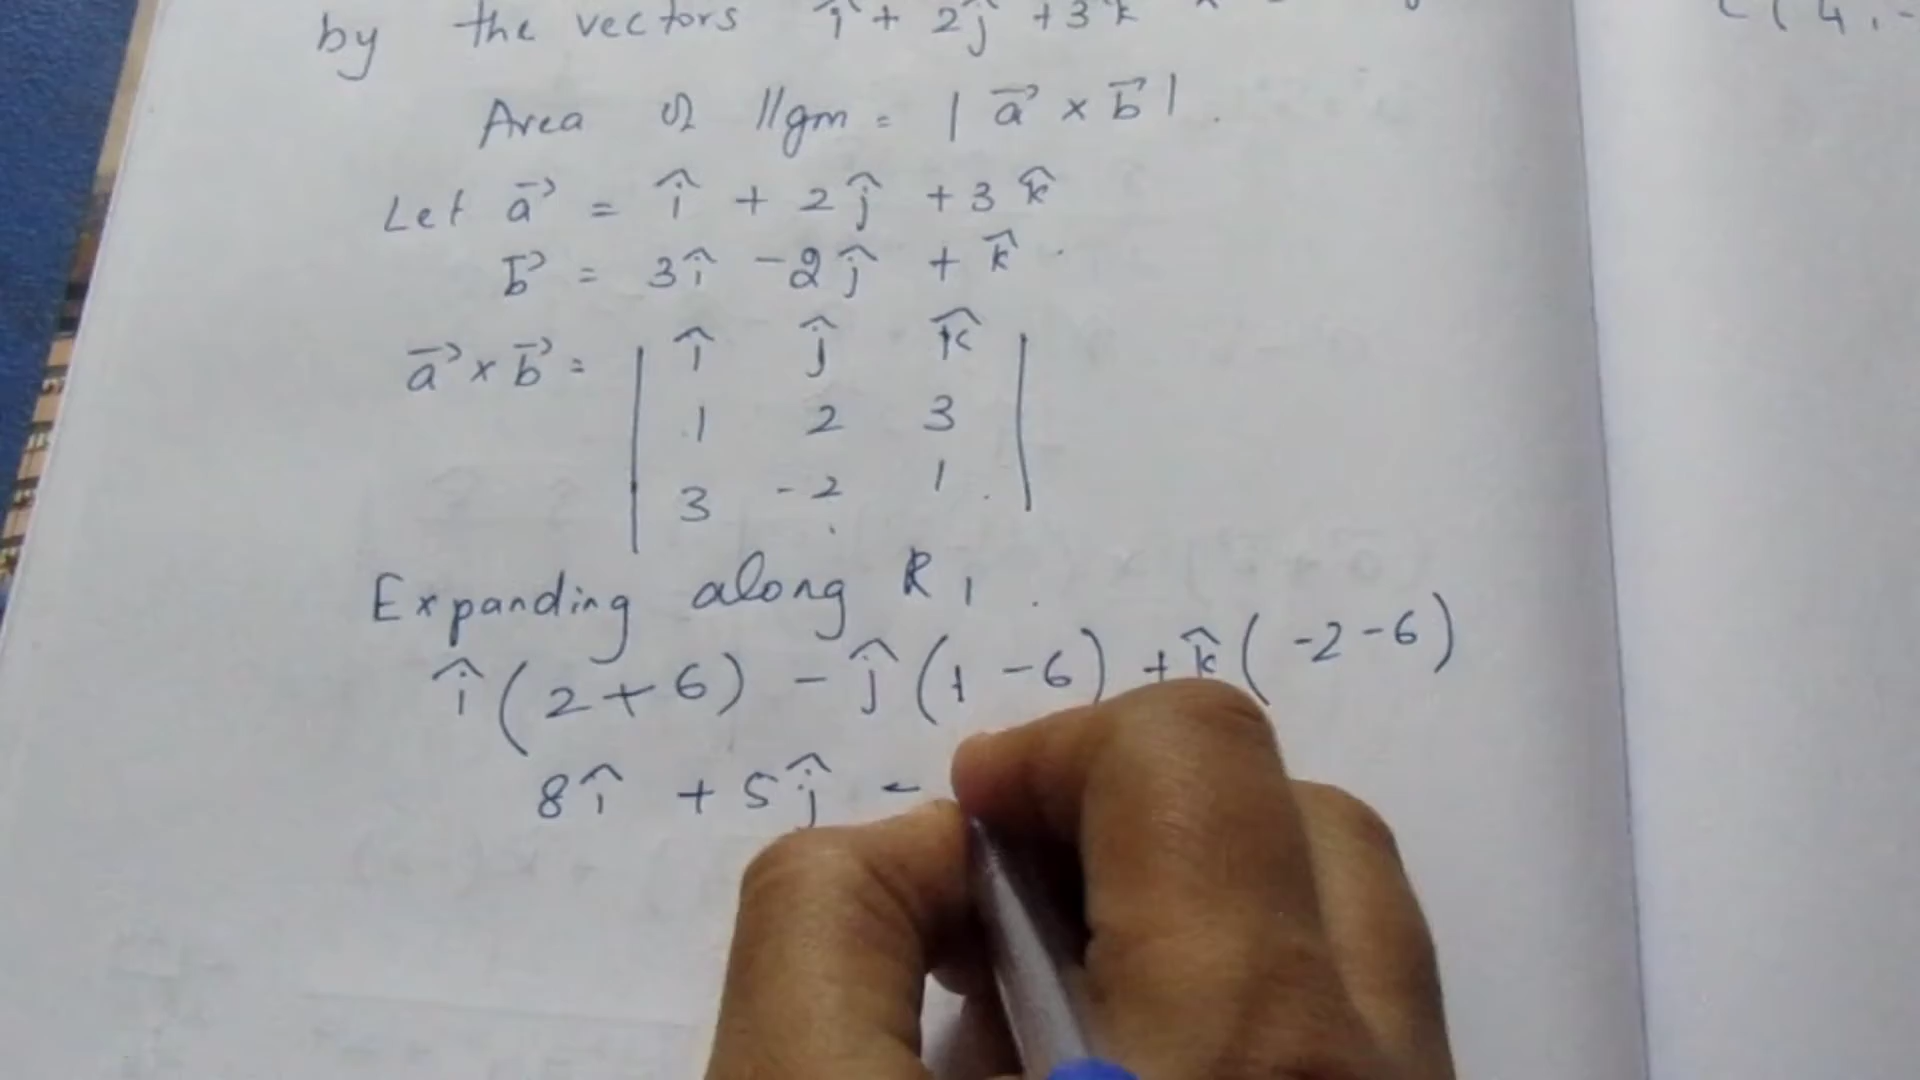 by the vectors î + 2ĵ + 3k̂
Area of ||gm = | a⃗ × b⃗ | .
Let a⃗ = î + 2ĵ + 3k̂
b⃗ = 3î - 2ĵ + k̂ .
a⃗ × b⃗ = | î ĵ k̂ |
1 2 3
3 -2 1 .
Expanding along R1 .
î (2 + 6) - ĵ (1 - 6) + k̂ ( -2 - 6)
8î + 5ĵ -
(4, -